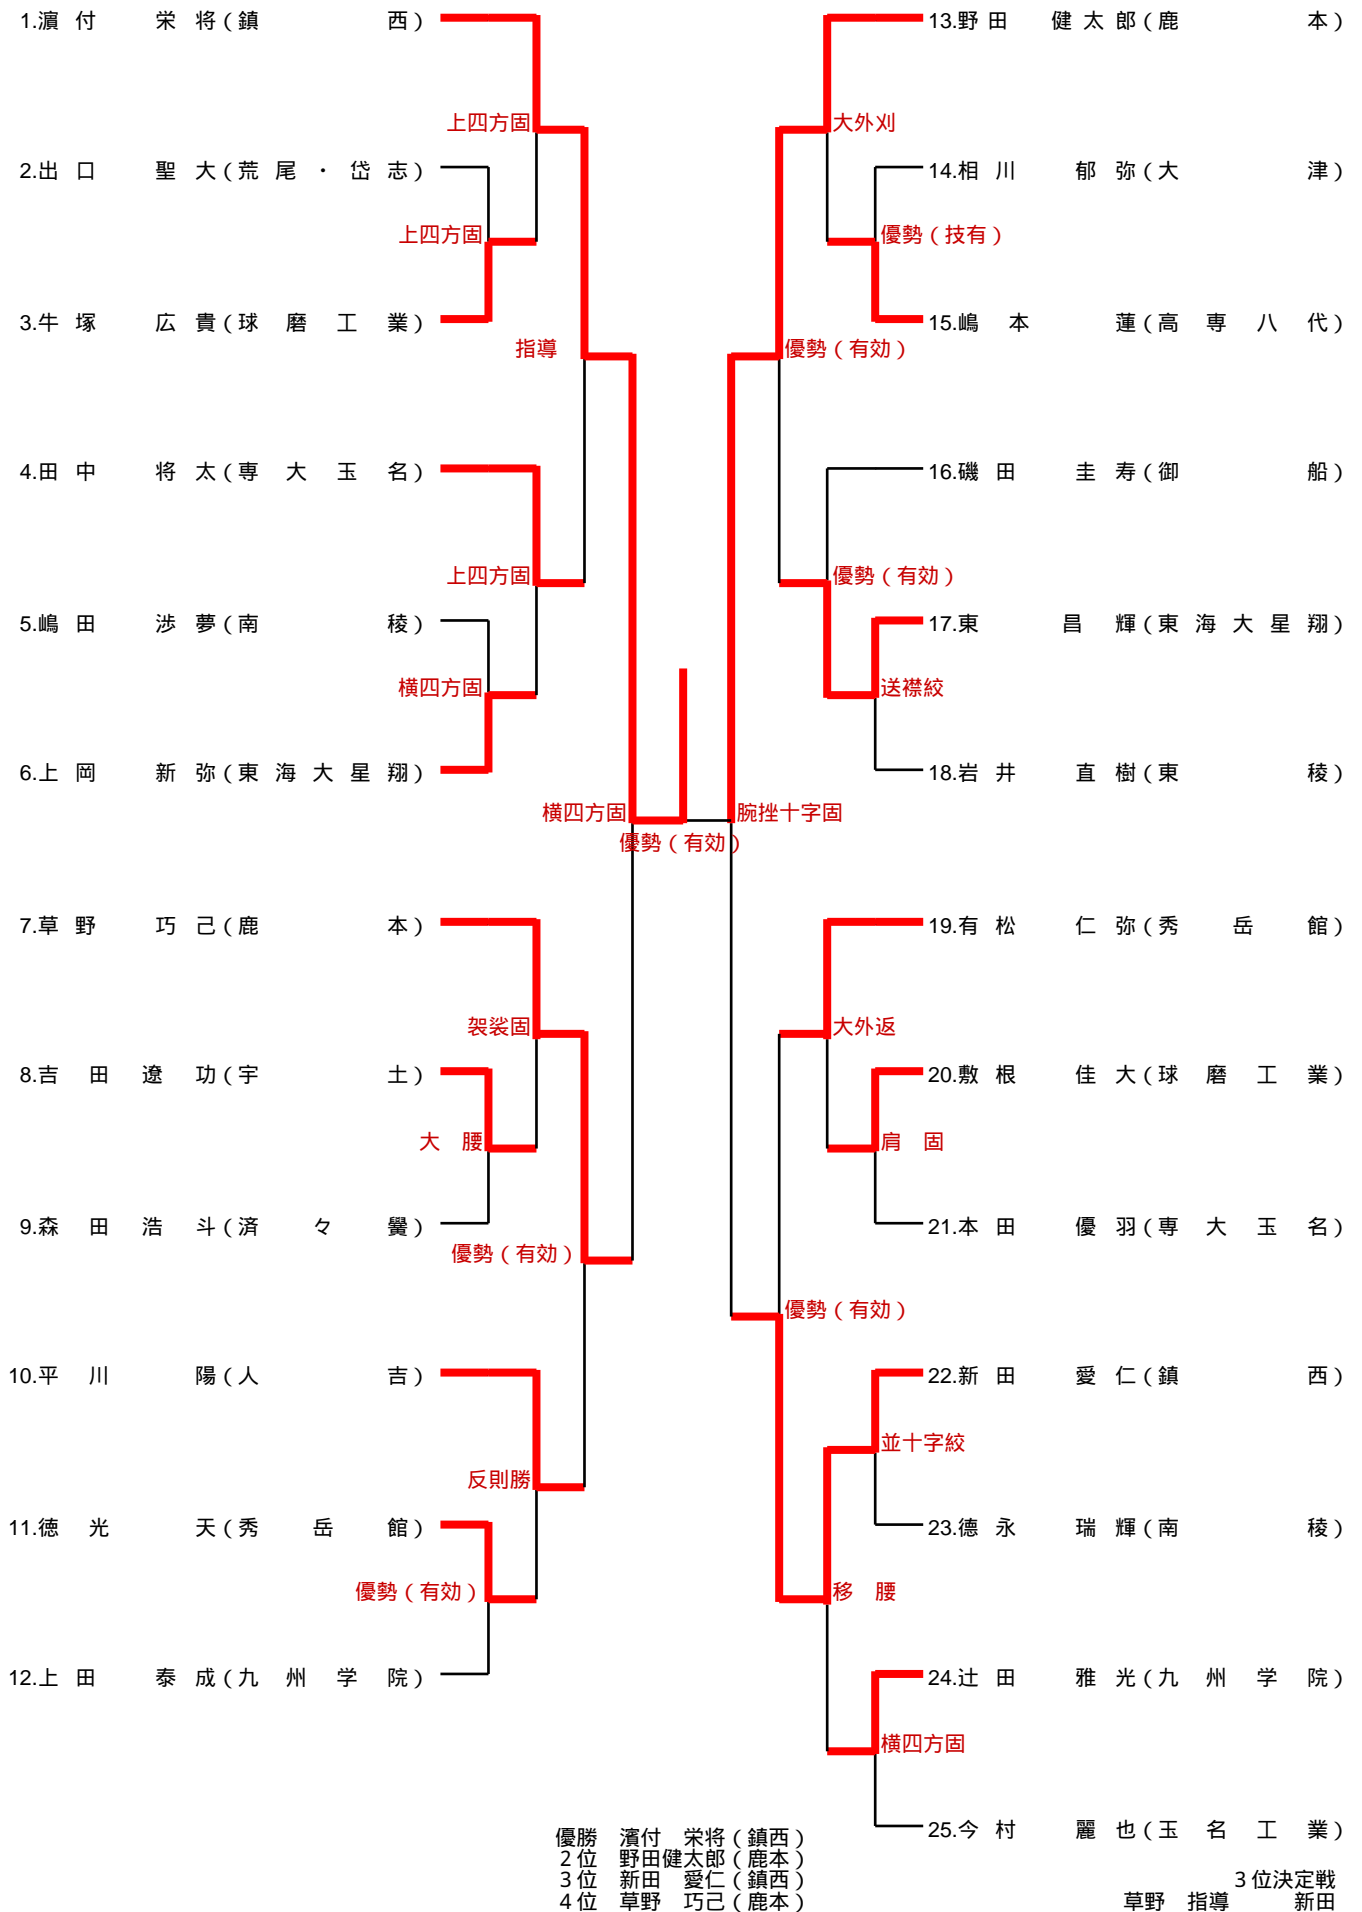 1.濵付 栄将(鎮西)
上四方固
2.出口 聖大(荒尾・岱志)
上四方固
3.牛塚 広貴(球磨工業)
指導
4.田中 将太(専大玉名)
上四方固
5.嶋田 渉夢(南稜)
横四方固
6.上岡 新弥(東海大星翔)
横四方固
優勢(有効)
7.草野 巧己(鹿本)
袈裟固
8.吉田遼功(宇土)
大腰
9.森田浩斗(済々黌)
優勢(有効)
10.平川 陽(人吉)
反則勝
11.徳光 天(秀岳館)
優勢(有効)
12.上田 泰成(九州学院)
13.野田 健太郎(鹿本)
大外刈
14.相川 郁弥(大津)
優勢(技有)
15.嶋本 蓮(高専八代)
優勢(有効)
16.磯田 圭寿(御船)
優勢(有効)
17.東 昌輝(東海大星翔)
送襟絞
18.岩井 直樹(東稜)
腕挫十字固
19.有松 仁弥(秀岳館)
大外返
20.敷根 佳大(球磨工業)
肩固
21.本田 優羽(専大玉名)
優勢(有効)
22.新田 愛仁(鎮西)
並十字絞
23.德永 瑞輝(南稜)
移腰
24.辻田 雅光(九州学院)
横四方固
25.今村 麗也(玉名工業)
優勝 濱付 栄将(鎮西)
2位 野田健太郎(鹿本)
3位 新田 愛仁(鎮西)
4位 草野 巧己(鹿本)
3位決定戦
草野 指導 新田